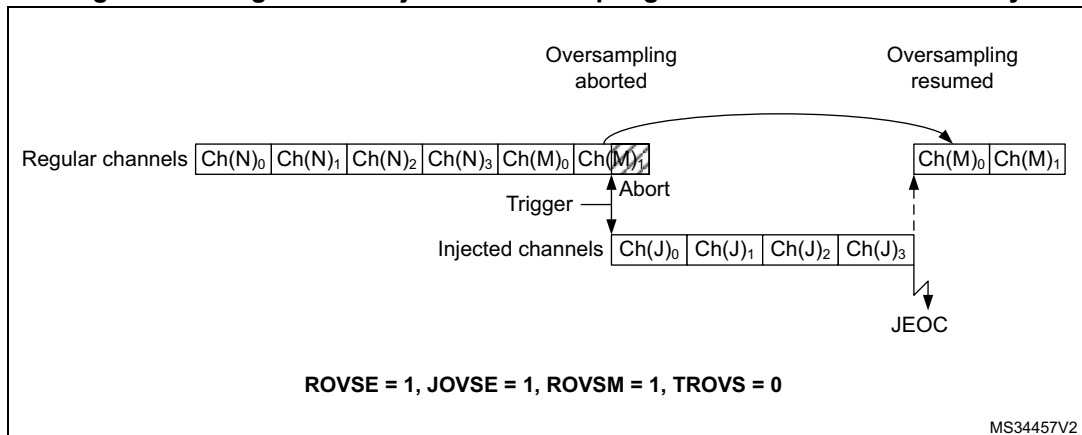 Oversampling
aborted
Oversampling
resumed
Regular channels Ch(N)0 Ch(N)1 Ch(N)2 Ch(N)3 Ch(M)0 Ch(M)1 Ch(M)0 Ch(M)1
Abort
Trigger
Injected channels Ch(J)0 Ch(J)1 Ch(J)2 Ch(J)3
JEOC
ROVSE = 1, JOVSE = 1, ROVSM = 1, TROVS = 0
MS34457V2